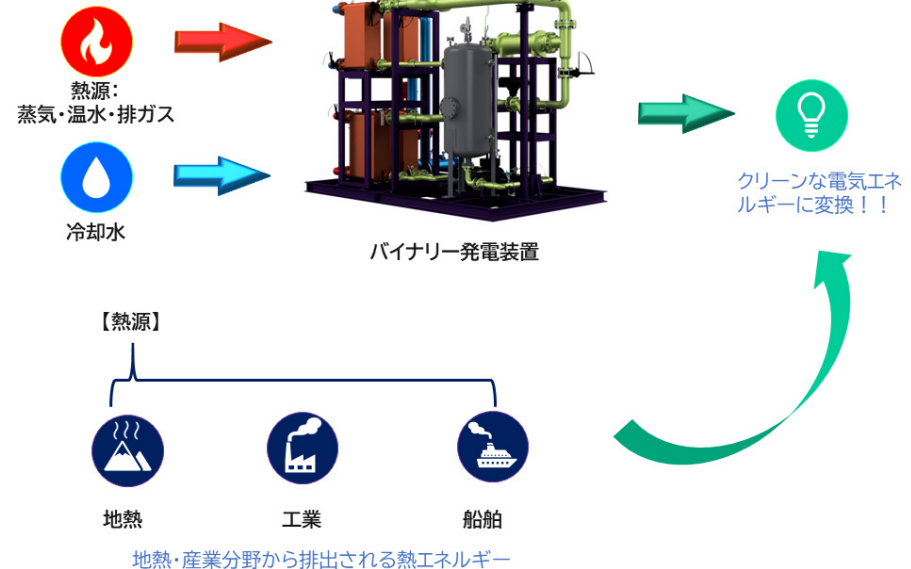 熱源：
蒸気・温水・排ガス
冷却水
バイナリー発電装置
クリーンな電気エネ
ルギーに変換！！
【熱源】
地熱
工業
船舶
地熱・産業分野から排出される熱エネルギー